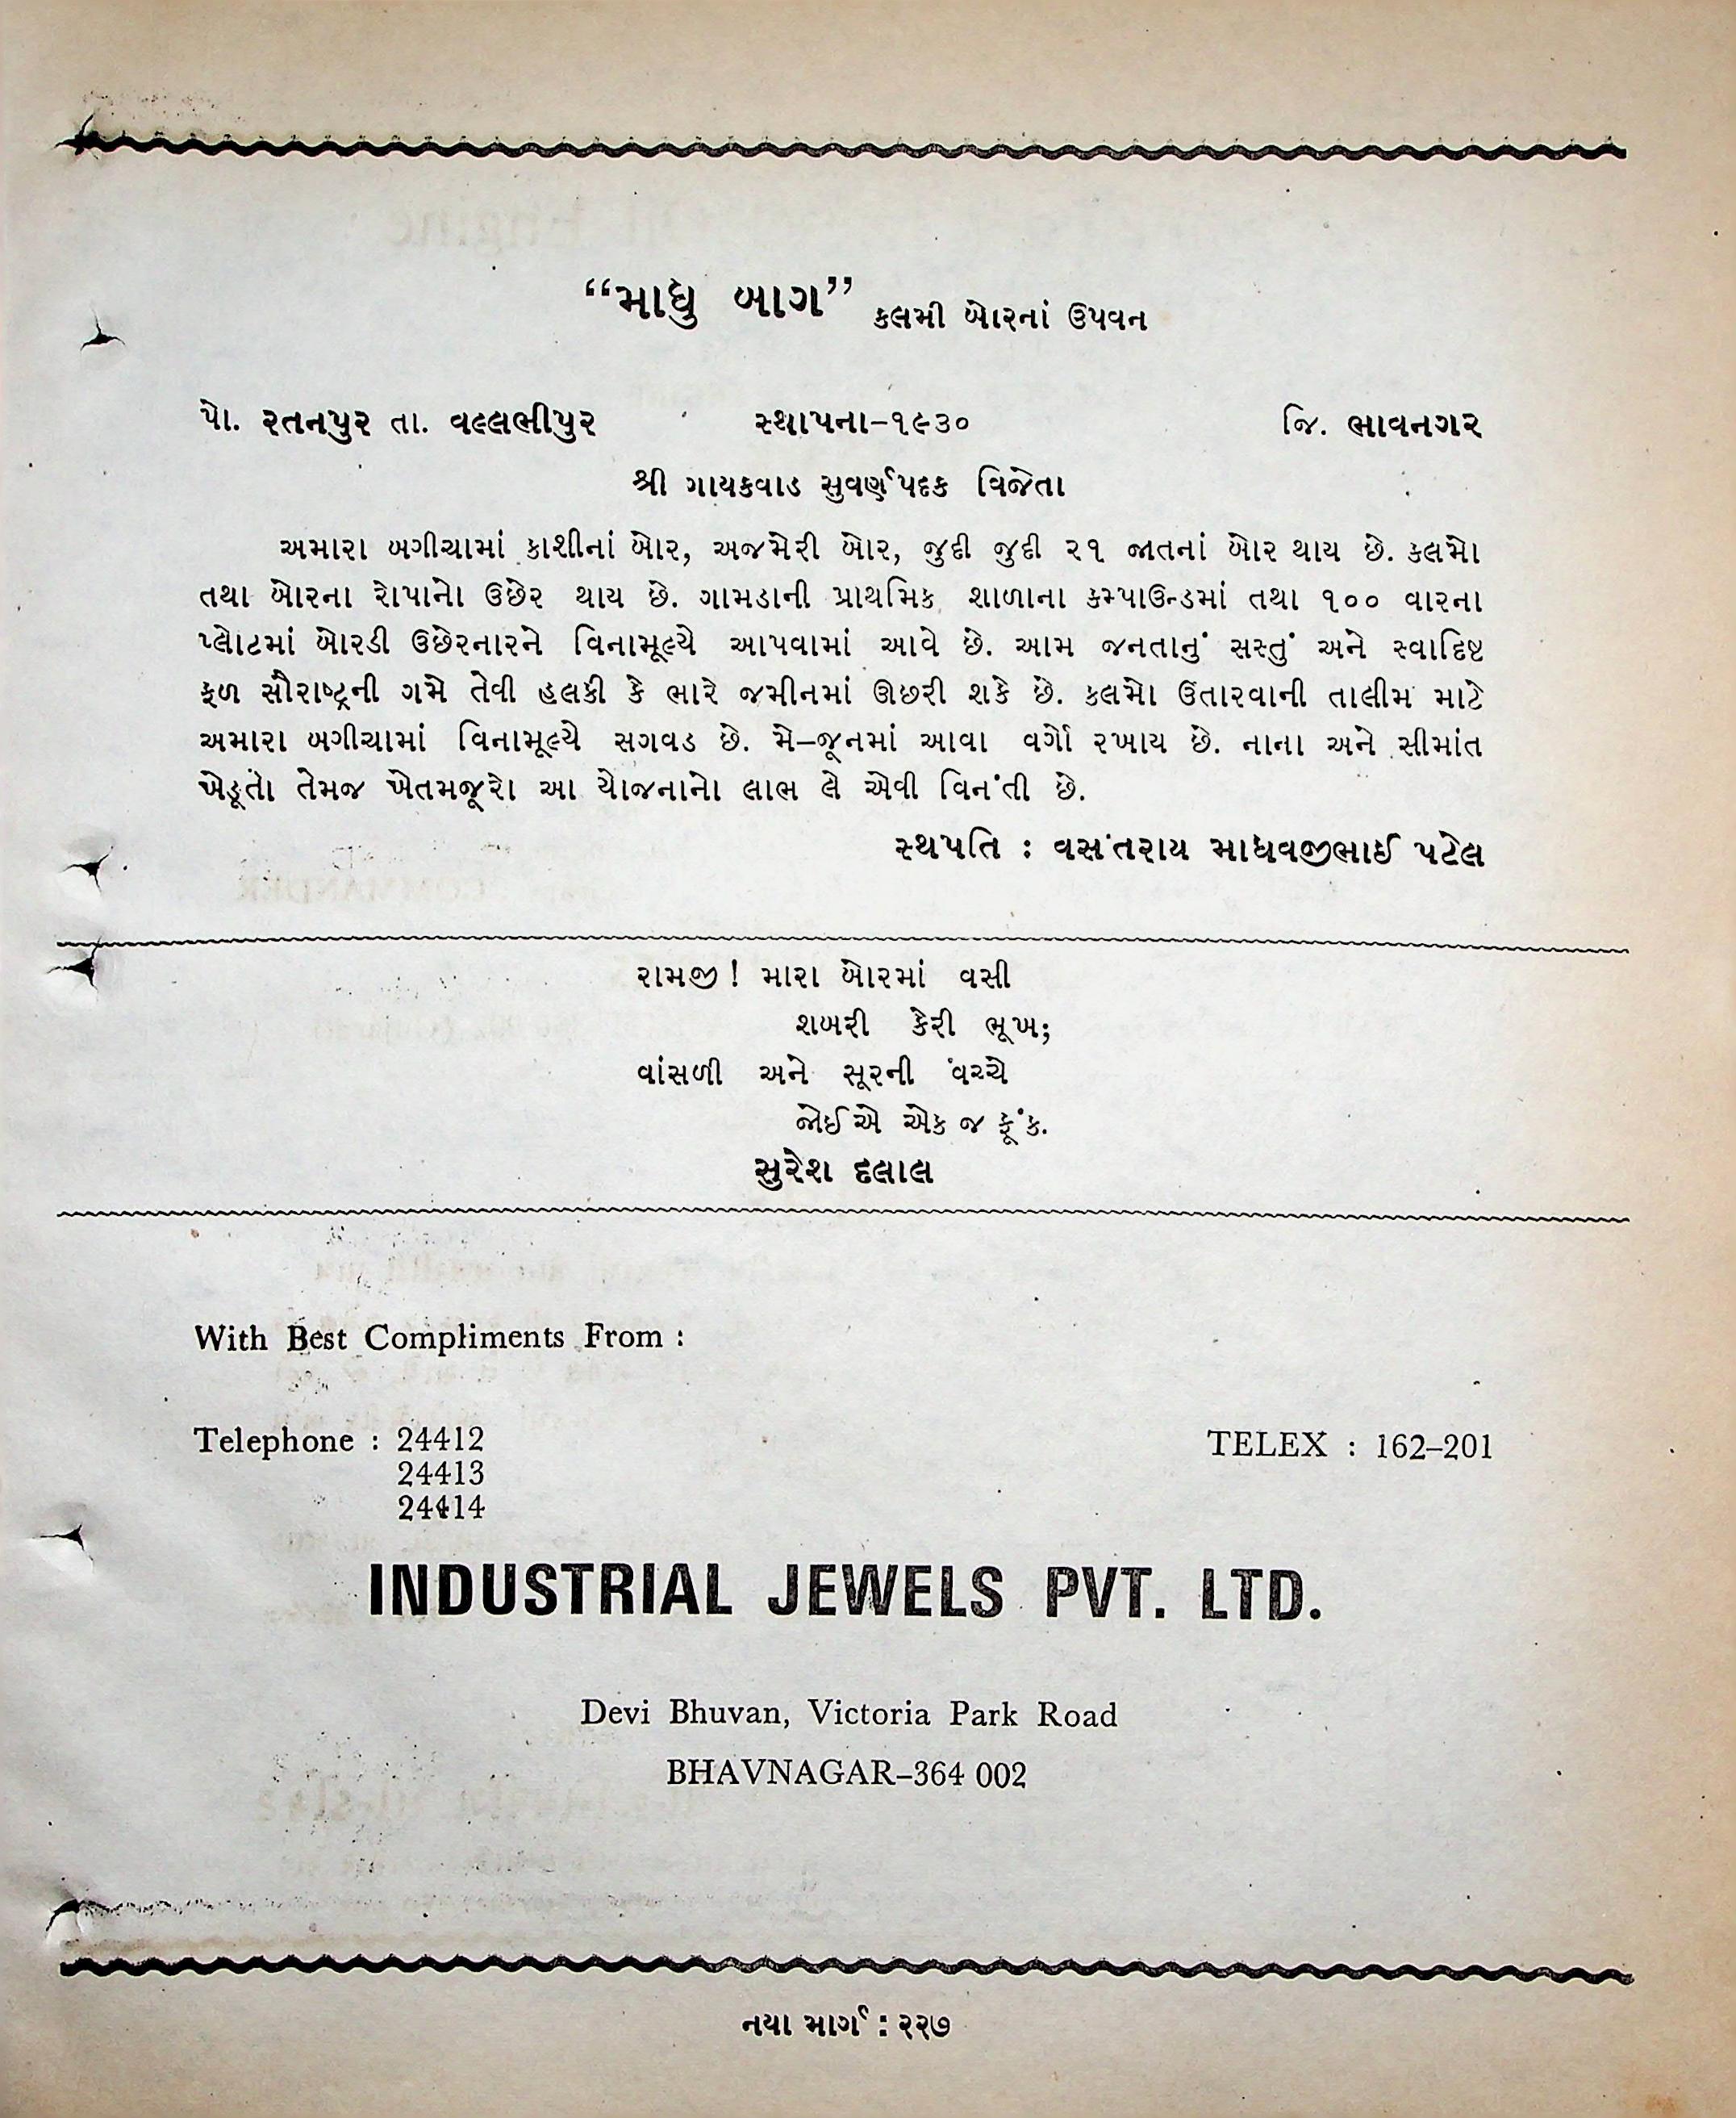 “માધુ બાગ” કલમી બોરનાં ઉપવન
પો. રતનપુર તા. વલ્લભીપુર સ્થાપના-૧૯૩૦ જિ. ભાવનગર
શ્રી ગાયકવાડ સુવર્ણપદક વિજેતા
અમારા બગીચામાં કાશીનાં બોર, અજમેરી બોર, જુદી જુદી ૨૧ જાતનાં બોર થાય છે. કલમો
તથા બોરના રોપાનો ઉછેર થાય છે. ગામડાની પ્રાથમિક શાળાના કમ્પાઉન્ડમાં તથા ૧૦૦ વારના
પ્લોટમાં બોરડી ઉછેરનારને વિનામૂલ્યે આપવામાં આવે છે. આમ જનતાનું સસ્તું અને સ્વાદિષ્ટ
ફળ સૌરાષ્ટ્રની ગમે તેવી હલકી કે ભારે જમીનમાં ઊછરી શકે છે. કલમો ઉતારવાની તાલીમ માટે
અમારા બગીચામાં વિનામૂલ્યે સગવડ છે. મે–જૂનમાં આવા વર્ગો રખાય છે. નાના અને સીમાંત
ખેડૂતો તેમજ ખેતમજૂરો આ યોજનાનો લાભ લે એવી વિનંતી છે.
સ્થપતિ : વસંતરાય માધવજીભાઈ પટેલ
રામજી! મારા બોરમાં વસી
શબરી કેરી ભૂખ;
વાંસળી અને સૂરની વચ્ચે
જોઈએ એક જ ફૂંક.
સુરેશ દલાલ
With Best Compliments From :
Telephone : 24412 TELEX : 162–201
24413
24414
INDUSTRIAL JEWELS PVT. LTD.
Devi Bhuvan, Victoria Park Road
BHAVNAGAR–364 002
નયા માર્ગ : ૨૨૭